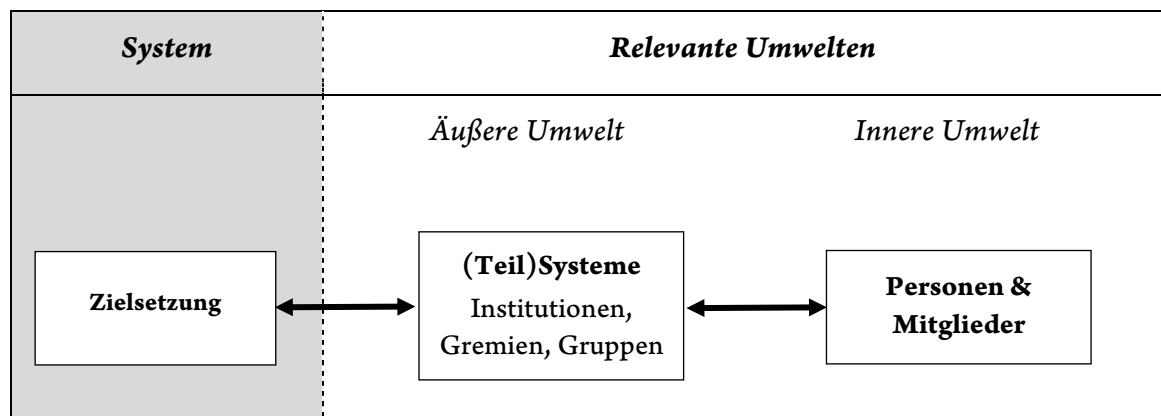 System
Relevante Umwelten
Äußere Umwelt
Innere Umwelt
Zielsetzung
(Teil)Systeme
Institutionen,
Gremien, Gruppen
Personen &
Mitglieder